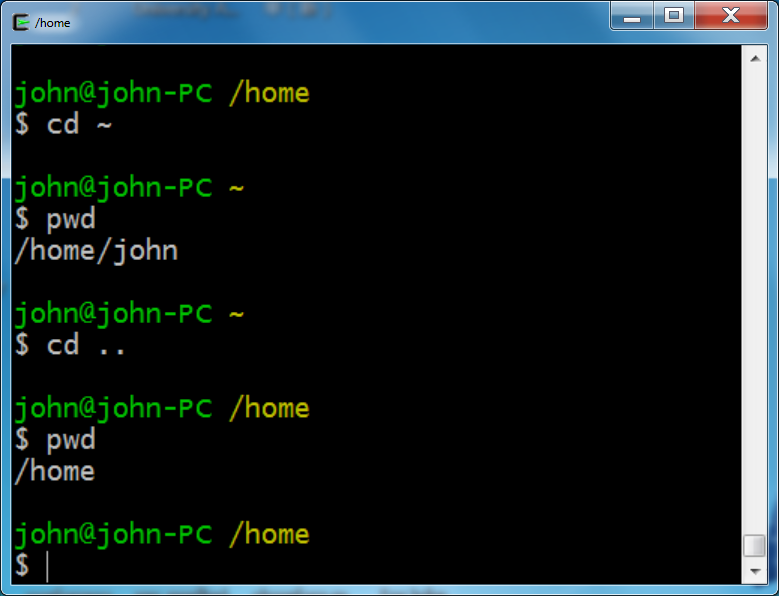 /home
john@john-PC /home
$ cd ~
john@john-PC ~
$ pwd
/home/john
john@john-PC ~
$ cd ..
john@john-PC /home
$ pwd
/home
john@john-PC /home
$